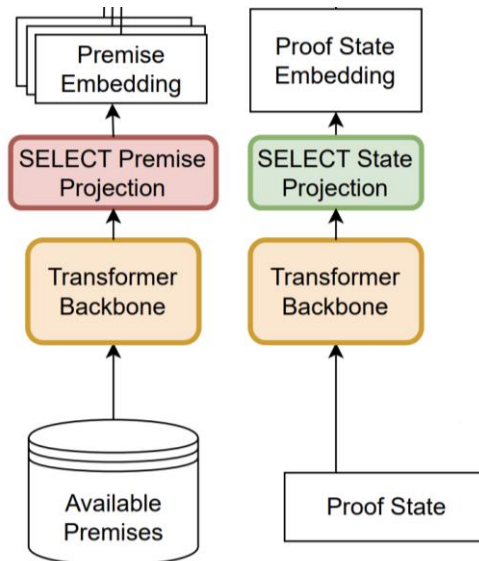 Premise
Embedding
Proof State
Embedding
SELECT Premise
Projection
SELECT State
Projection
Transformer
Backbone
Transformer
Backbone
Available
Premises
Proof State